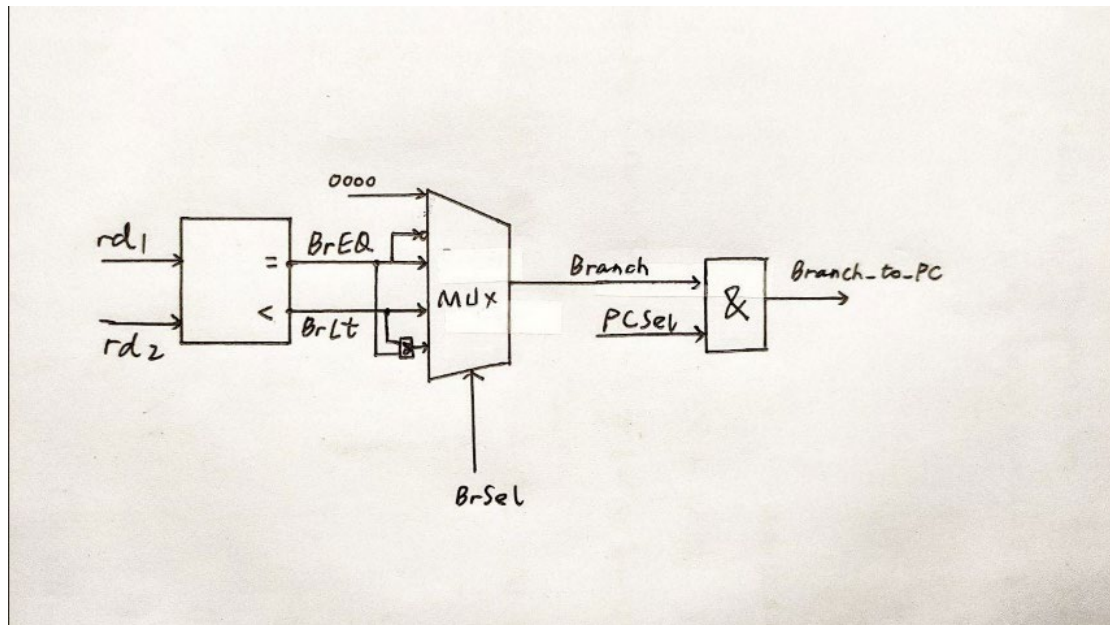 0000
rd1
=
BrEQ
<
BrLt
rd2
MUX
Branch
PCSel
&
Branch_to_PC
BrSel